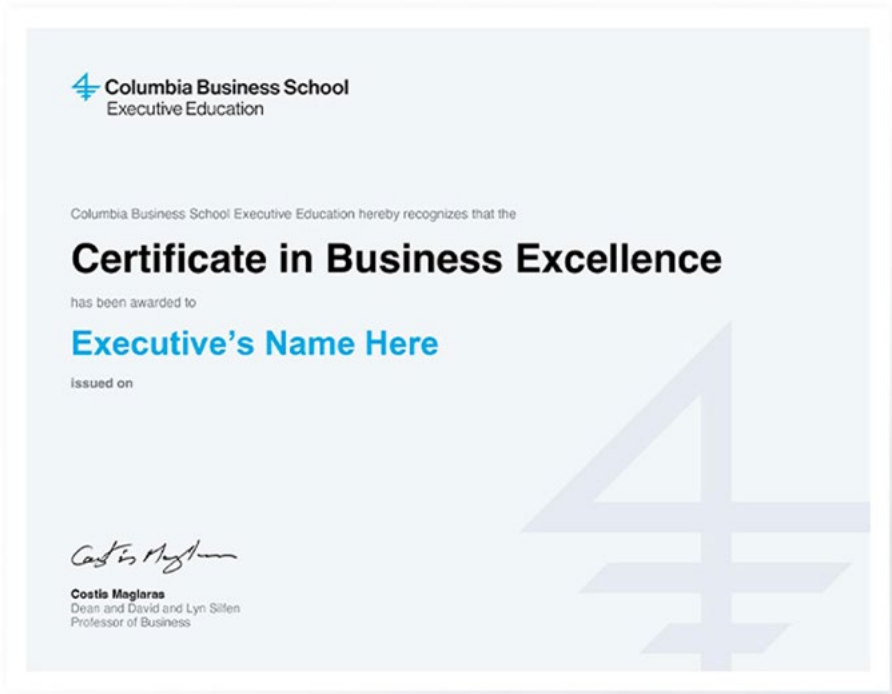 Columbia Business School
Executive Education
Columbia Business School Executive Education hereby recognizes that the
Certificate in Business Excellence
has been awarded to
Executive’s Name Here
issued on
Costis Maglaras
Dean and David and Lyn Silfen
Professor of Business